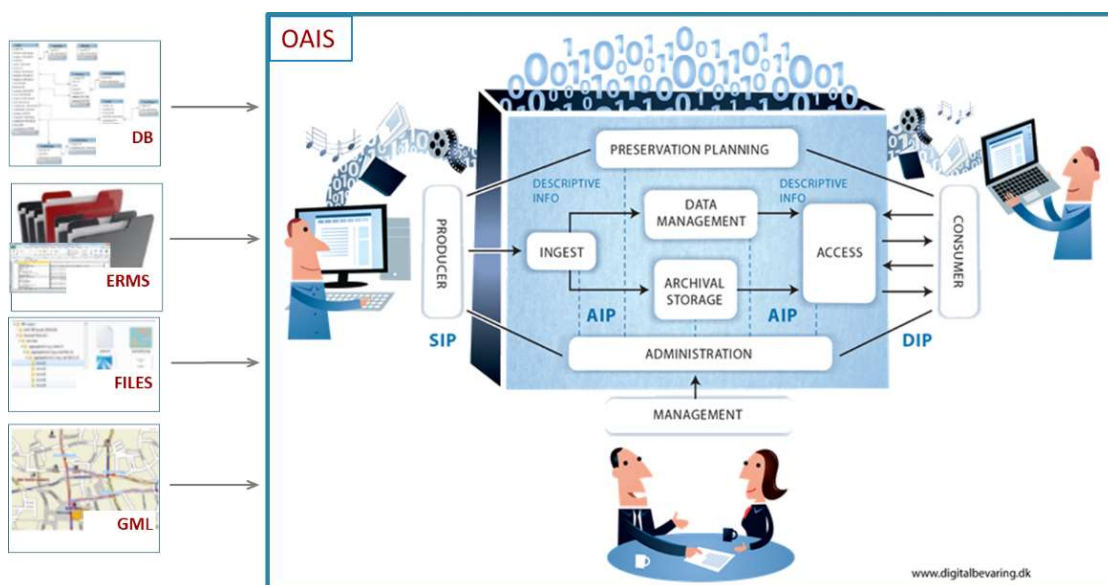 OAIS
DB
ERMS
FILES
GML
PRODUCER
SIP
PRESERVATION PLANNING
DESCRIPTIVE
INFO
DESCRIPTIVE
INFO
DATA
MANAGEMENT
INGEST
ACCESS
ARCHIVAL
STORAGE
AIP
AIP
DIP
CONSUMER
ADMINISTRATION
MANAGEMENT
www.digitalbevaring.dk